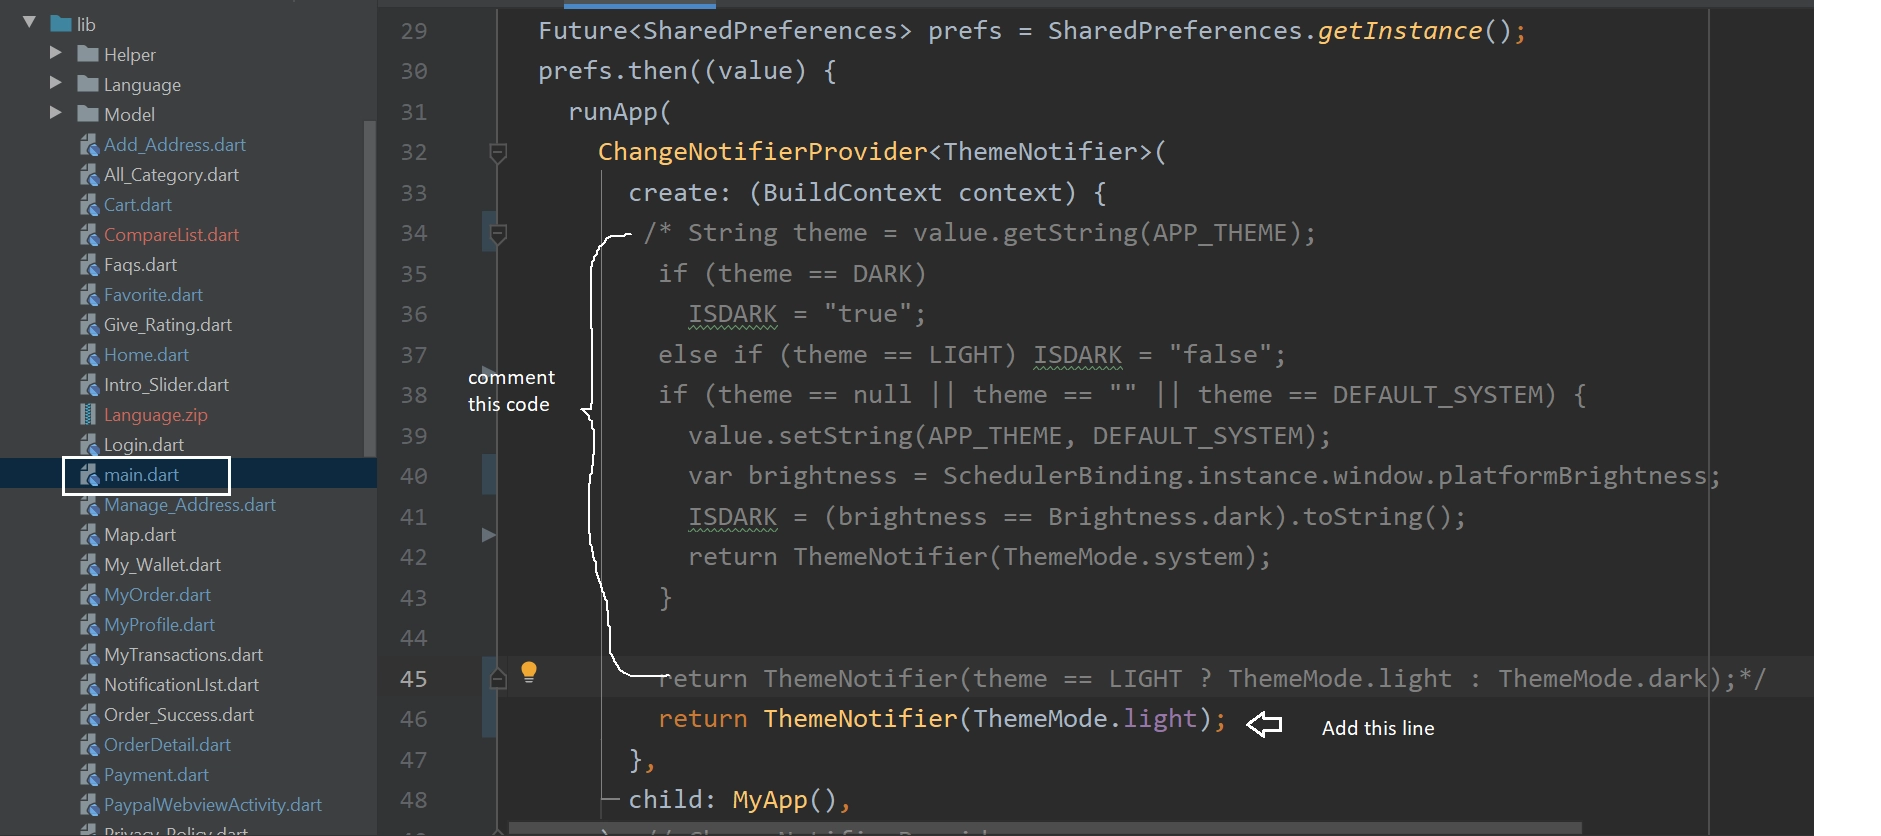 lib
Helper
Language
Model
Add_Address.dart
All_Category.dart
Cart.dart
CompareList.dart
Faqs.dart
Favorite.dart
Give_Rating.dart
Home.dart
Intro_Slider.dart
Language.zip
Login.dart
main.dart
Manage_Address.dart
Map.dart
My_Wallet.dart
MyOrder.dart
MyProfile.dart
MyTransactions.dart
NotificationLIst.dart
Order_Success.dart
OrderDetail.dart
Payment.dart
PaypalWebviewActivity.dart
Privacy_Policy.dart
29 Future<SharedPreferences> prefs = SharedPreferences.getInstance();
30 prefs.then((value) {
31 runApp(
32 ChangeNotifierProvider<ThemeNotifier>(
33 create: (BuildContext context) {
34 /* String theme = value.getString(APP_THEME);
35 if (theme == DARK)
36 ISDARK = "true";
37 else if (theme == LIGHT) ISDARK = "false";
38 if (theme == null || theme == "" || theme == DEFAULT_SYSTEM) {
39 value.setString(APP_THEME, DEFAULT_SYSTEM);
40 var brightness = SchedulerBinding.instance.window.platformBrightness;
41 ISDARK = (brightness == Brightness.dark).toString();
42 return ThemeNotifier(ThemeMode.system);
43 }
44
45 return ThemeNotifier(theme == LIGHT ? ThemeMode.light : ThemeMode.dark);*/
46 return ThemeNotifier(ThemeMode.light);
47 },
48 child: MyApp(),
comment
this code
Add this line